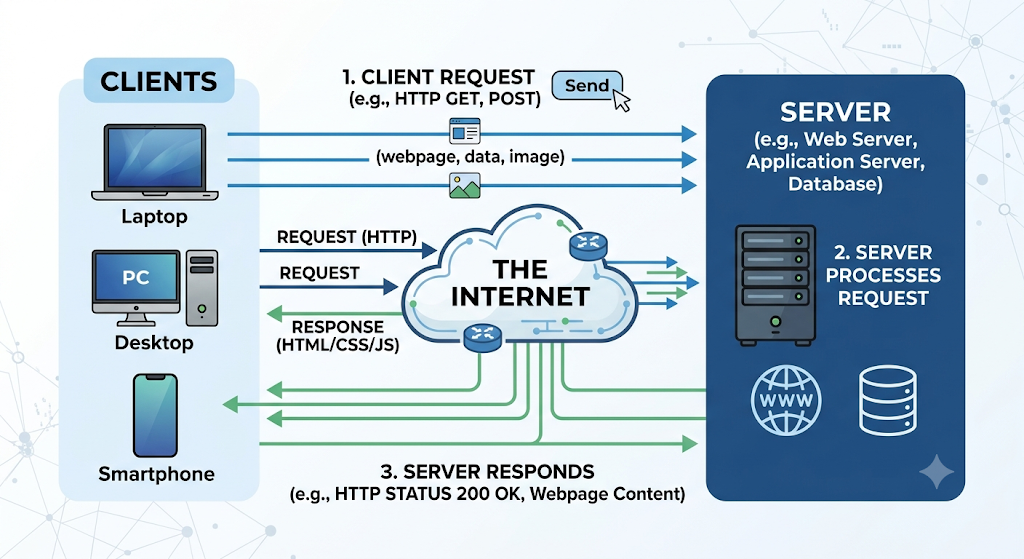 CLIENTS
Laptop
PC
Desktop
Smartphone
1. CLIENT REQUEST
(e.g., HTTP GET, POST)
Send
(webpage, data, image)
REQUEST (HTTP)
REQUEST
RESPONSE
(HTML/CSS/JS)
THE
INTERNET
3. SERVER RESPONDS
(e.g., HTTP STATUS 200 OK, Webpage Content)
SERVER
(e.g., Web Server,
Application Server,
Database)
2. SERVER
PROCESSES
REQUEST
WWW